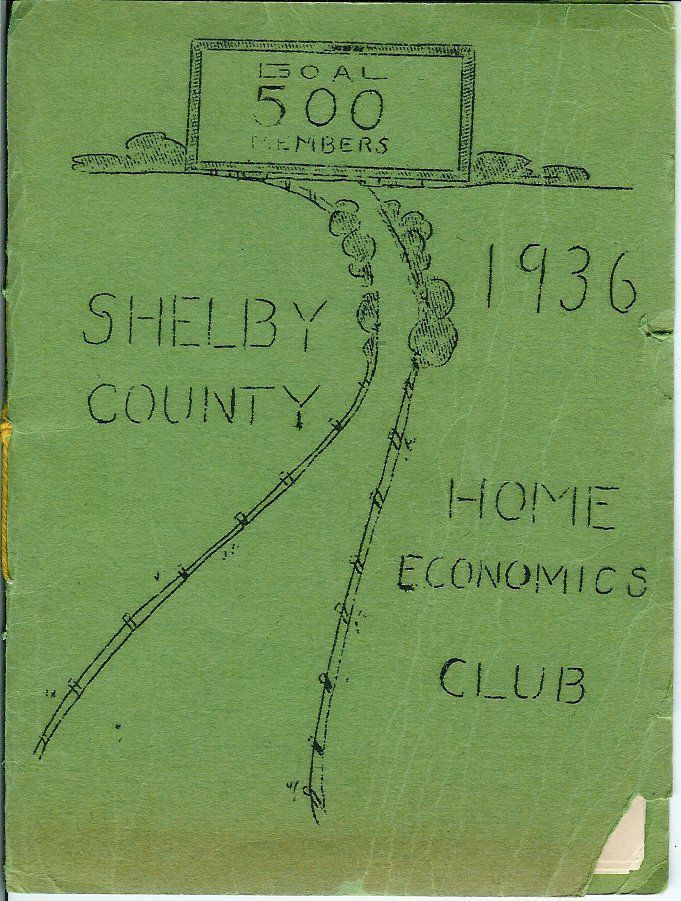 GOAL
500
MEMBERS
1936
SHELBY
COUNTY
HOME
ECONOMICS
CLUB